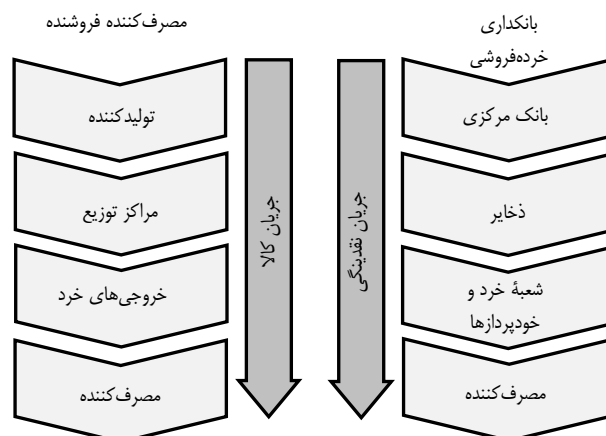 بانکداری
خرده‌فروشی
بانک مرکزی
ذخایر
شعبهٔ خرد و
خودپردازها
مصرف‌کننده
جریان نقدینگی
جریان کالا
مصرف‌کننده فروشنده
تولیدکننده
مراکز توزیع
خروجی‌های خرد
مصرف‌کننده